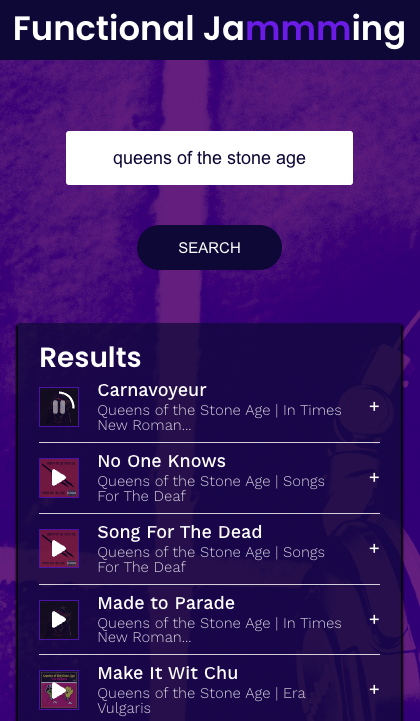 Functional Jammming
queens of the stone age
SEARCH
Results
Carnavoyeur
Queens of the Stone Age | In Times
New Roman...
+
No One Knows
Queens of the Stone Age | Songs
For The Deaf
+
Song For The Dead
Queens of the Stone Age | Songs
For The Deaf
+
Made to Parade
Queens of the Stone Age | In Times
New Roman...
+
Make It Wit Chu
Queens of the Stone Age | Era
Vulgaris
+